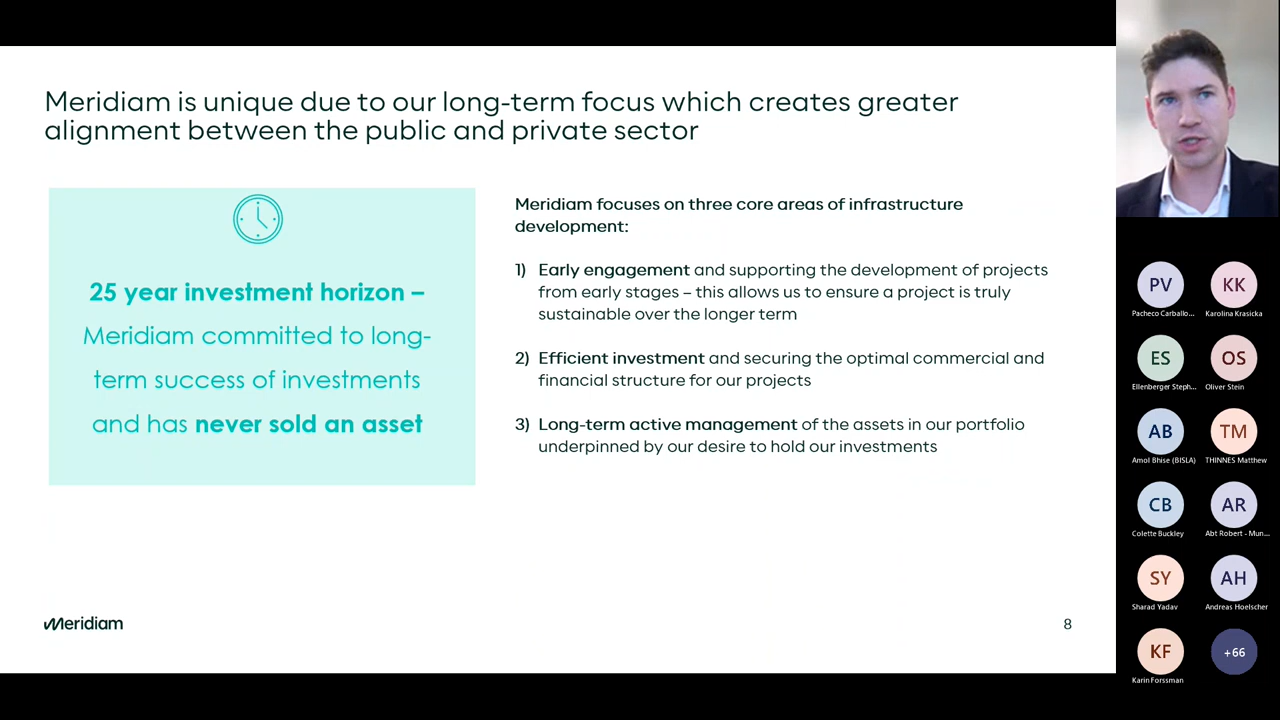 Meridiam is unique due to our long-term focus which creates greater
alignment between the public and private sector
25 year investment horizon –
Meridiam committed to long-
term success of investments
and has never sold an asset
Meridiam focuses on three core areas of infrastructure
development:
1) Early engagement and supporting the development of projects
from early stages – this allows us to ensure a project is truly
sustainable over the longer term
2) Efficient investment and securing the optimal commercial and
financial structure for our projects
3) Long-term active management of the assets in our portfolio
underpinned by our desire to hold our investments
Meridiam
8
PV
Pacheco Carballo...
KK
Karolina Krasicka
ES
Ellenberger Steph...
OS
Oliver Stein
AB
Amol Bhise (BISLA)
TM
THINNES Matthew
CB
Colette Buckley
AR
Abt Robert - Mun...
SY
Sharad Yadav
AH
Andreas Hoelscher
KF
Karin Forssman
+66